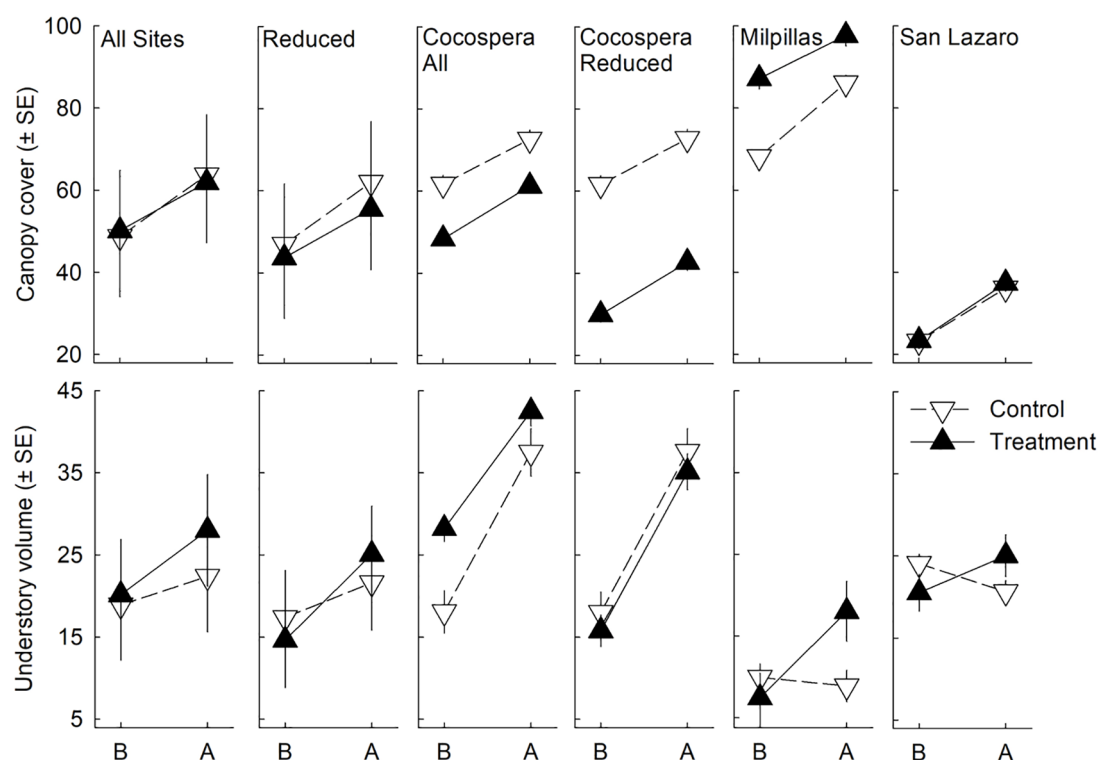 Canopy cover (± SE)
100
80
60
40
20
All Sites
Reduced
Cocospera
All
Cocospera
Reduced
Milpillas
San Lazaro
Understory volume (± SE)
45
35
25
15
5
Control
Treatment
B A B A B A B A B A B A